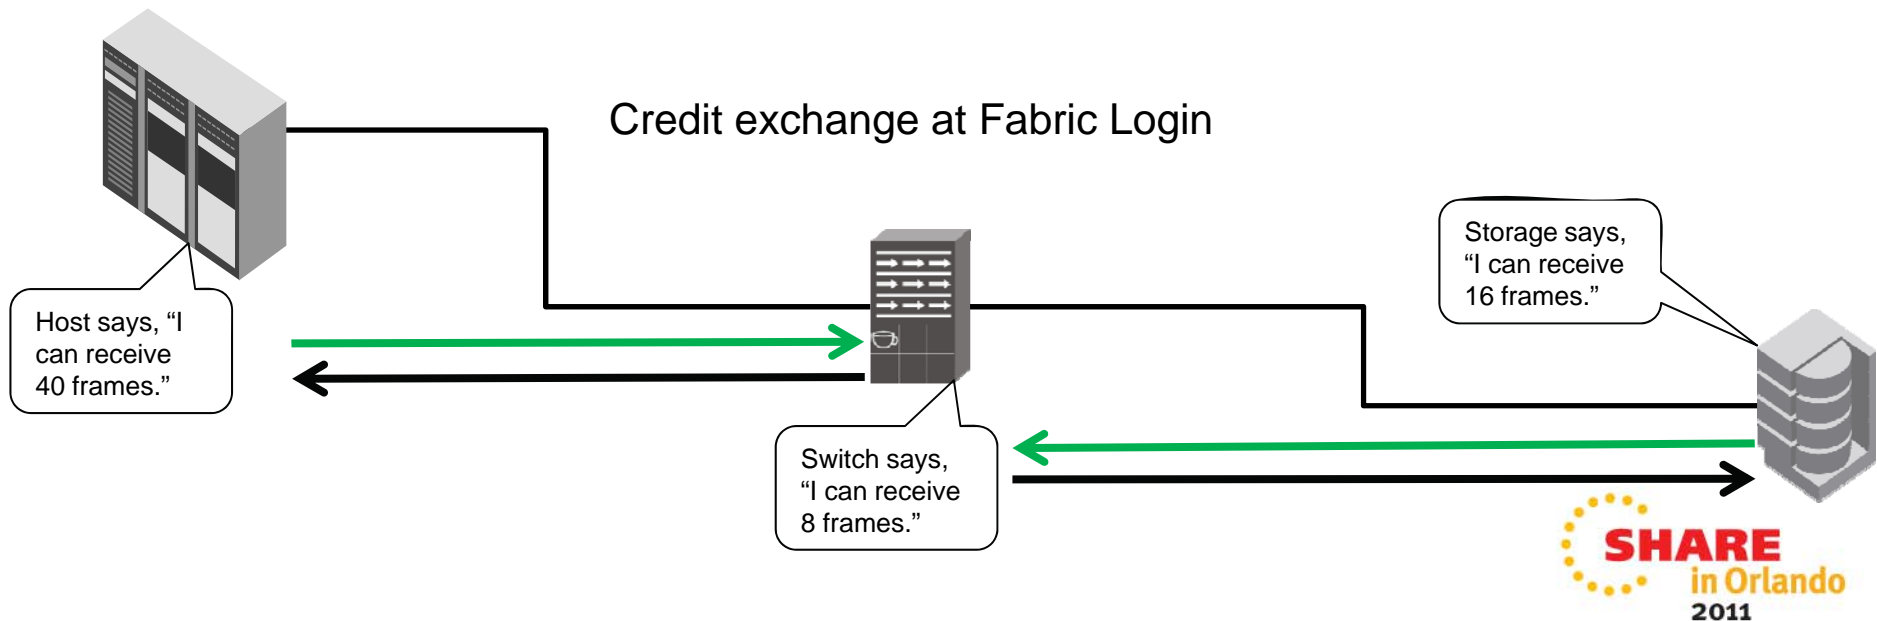 Credit exchange at Fabric Login
Storage says,
“I can receive
16 frames.”
Host says, “I
can receive
40 frames.”
Switch says,
“I can receive
8 frames.”
SHARE
in Orlando
2011